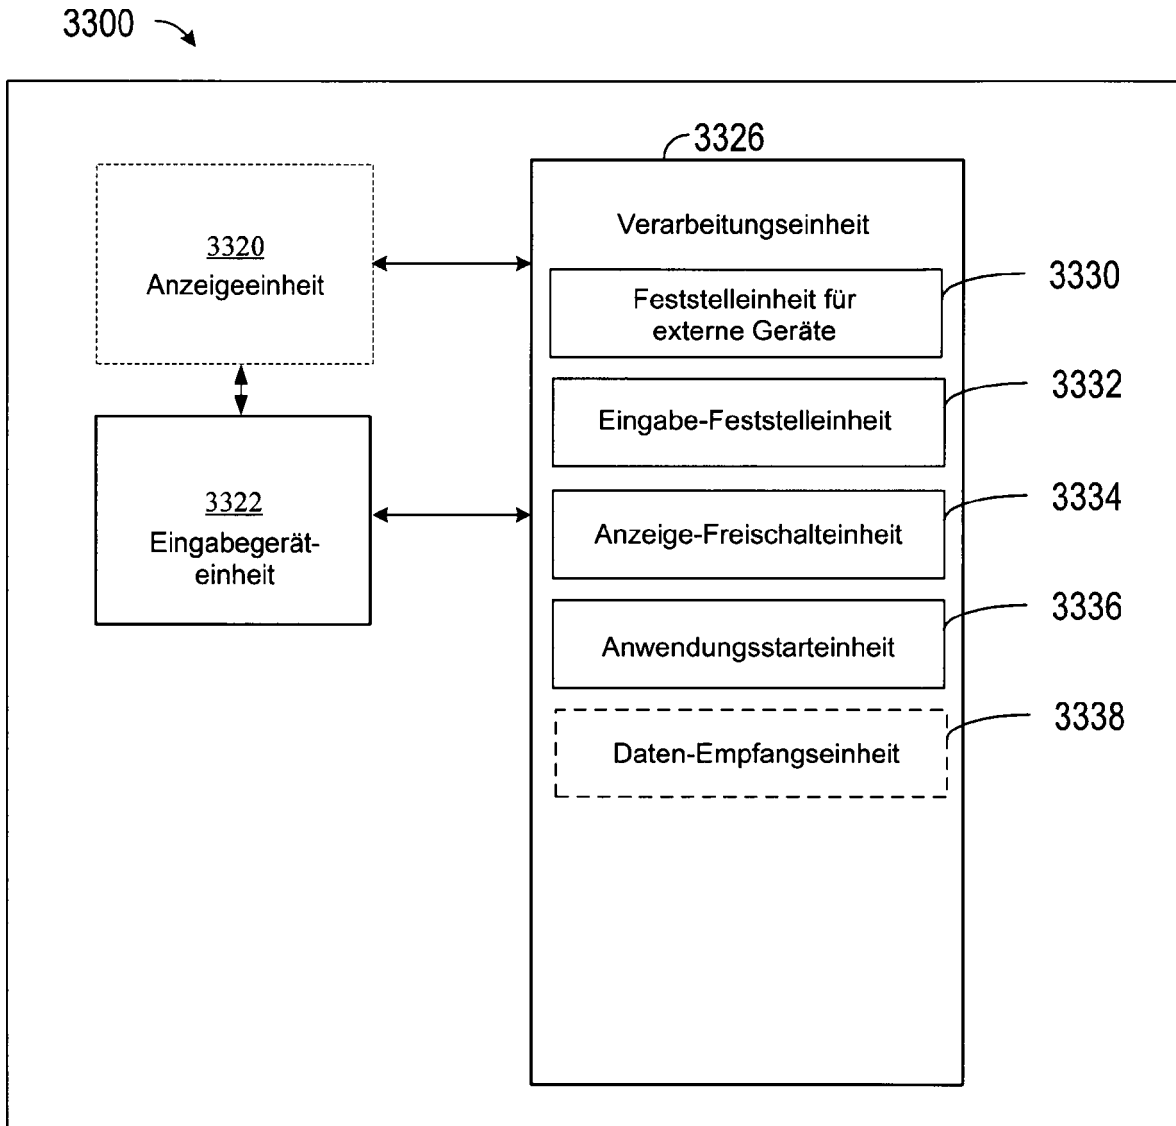 3300
3326
Verarbeitungseinheit
3320
Anzeigeeinheit
3330
Feststelleinheit für
externe Geräte
3332
Eingabe-Feststelleinheit
3322
Eingabegerät-
einheit
3334
Anzeige-Freischalteinheit
3336
Anwendungsstarteinheit
3338
Daten-Empfangseinheit